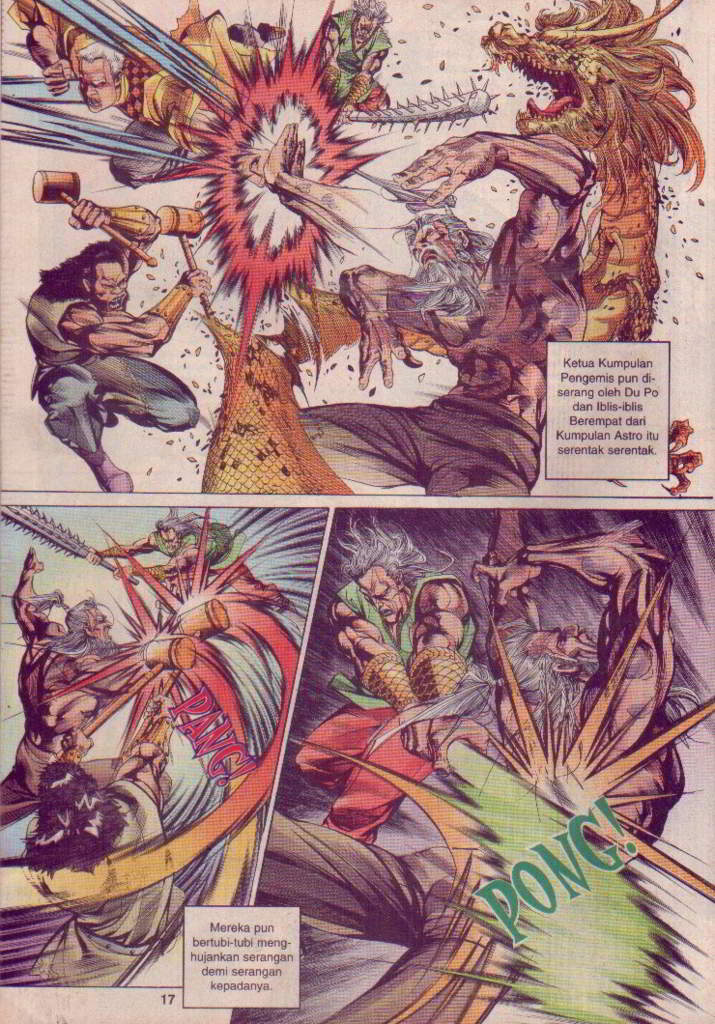 Ketua Kumpulan
Pengemis pun di-
serang oleh Du Po
dan Iblis-iblis
Berempat dari
Kumpulan Astro itu
serentak serentak.
PANG!
PONG!
Mereka pun
bertubi-tubi meng-
hujankan serangan
demi serangan
kepadanya.
17